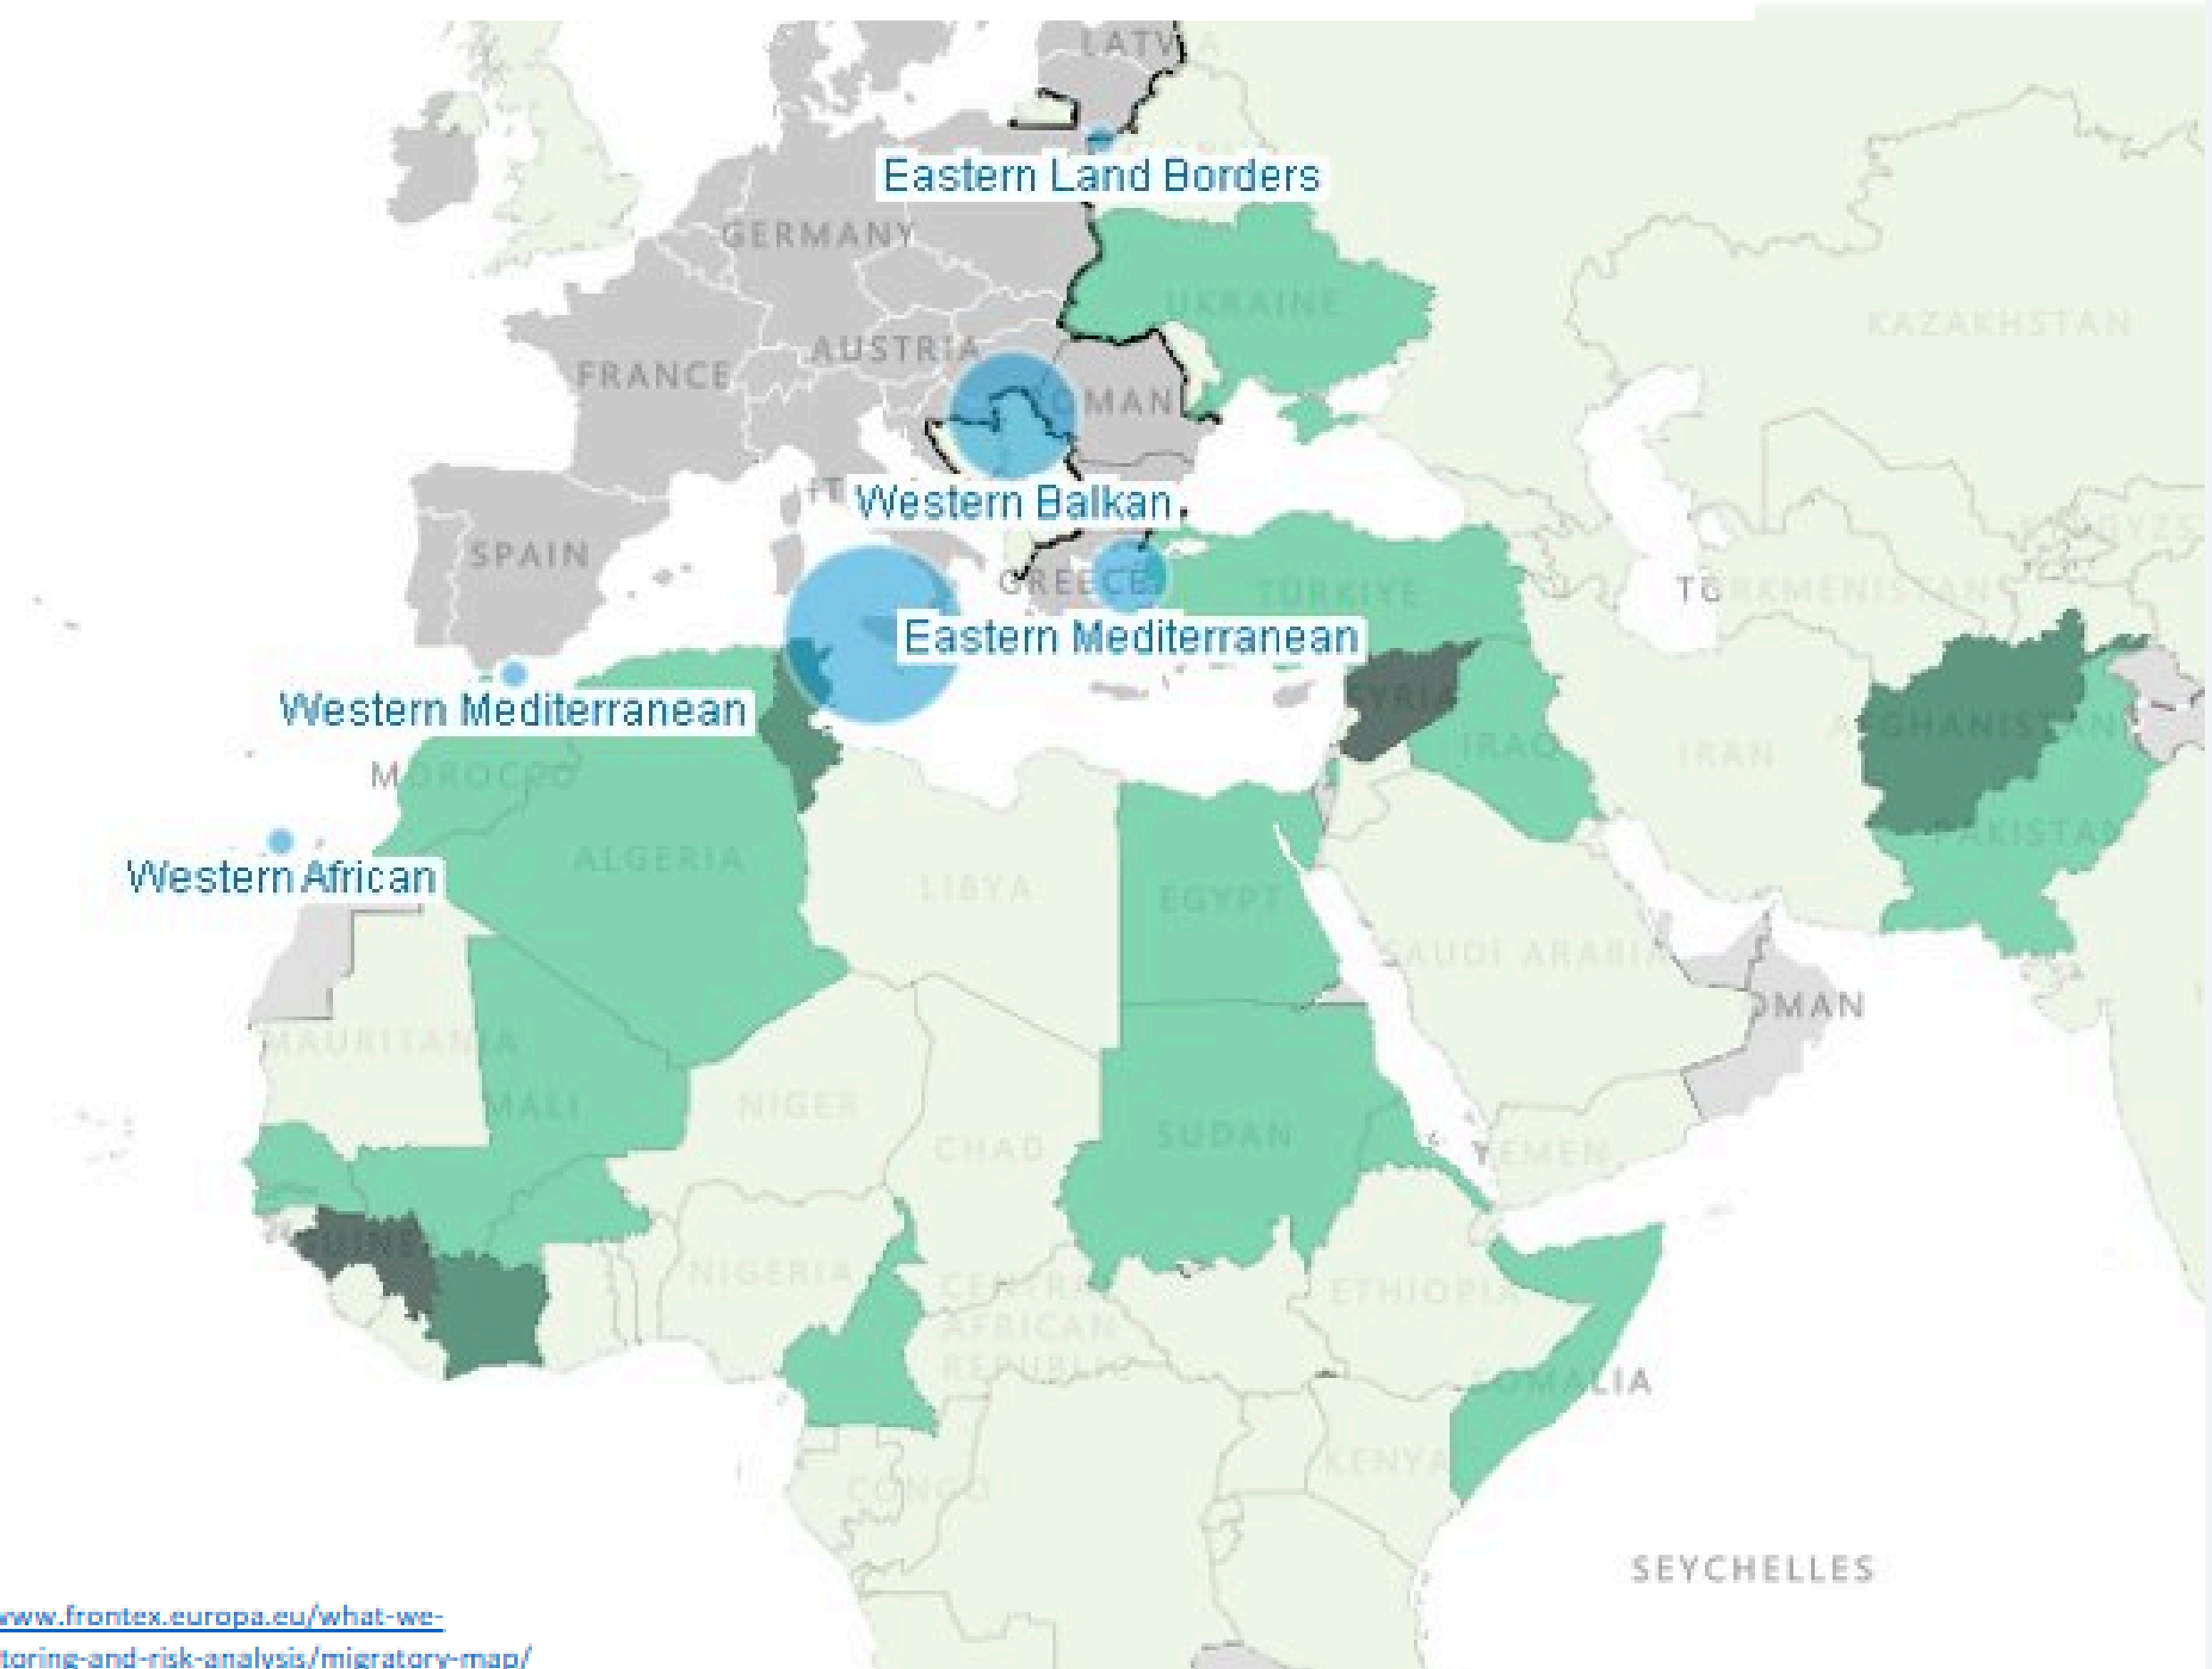 LATVIA
Eastern Land Borders
GERMANY
UKRAINE
KAZAKHSTAN
AUSTRIA
FRANCE
OMAN
Western Balkan
IT
SPAIN
GREECE
TÜRKIYE
Eastern Mediterranean
Western Mediterranean
SYRIA
AFGHANISTAN
IRAQ
IRAN
MOROCCO
PAKISTAN
ALGERIA
Western African
LIBYA
EGYPT
SAUDI ARABIA
OMAN
MAURITANIA
MALI
NIGER
SUDAN
CHAD
YEMEN
NIGERIA
CENTRAL
AFRICAN
REPUBLIC
ETHIOPIA
SOMALIA
KENYA
CONGO
SEYCHELLES
www.frontex.europa.eu/what-we-
toring-and-risk-analysis/migratory-map/